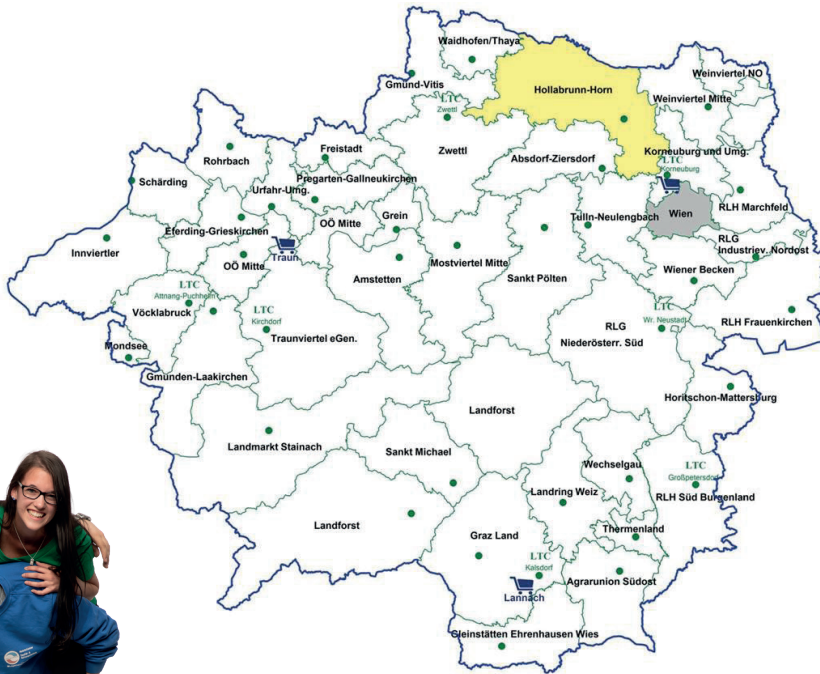 Waidhofen/Thaya
Gmünd-Vitis
LTC
Zwettl
Zwettl
Hollabrunn-Horn
Weinviertel NO
Weinviertel Mitte
Korneuburg und Umg.
LTC
Korneuburg
Absdorf-Ziersdorf
Rohrbach
Freistadt
Pregarten-Gallneukirchen
Urfahr-Umg.
Schärding
Eferding-Grieskirchen
OÖ Mitte
Grein
Tulln-Neulengbach
Wien
RLH Marchfeld
Innviertler
OÖ Mitte
Traun
Amstetten
Mostviertel Mitte
Sankt Pölten
RLG
Industriev. Nordost
Wiener Becken
LTC
Attnang-Puchheim
Vöcklabruck
LTC
Kirchdorf
Traunviertel eGen.
LTC
Wr. Neustadt
RLG
Niederösterr. Süd
RLH Frauenkirchen
Mondsee
Gmunden-Laakirchen
Horitschon-Mattersburg
Landforst
Landmarkt Stainach
Sankt Michael
Wechselgau
LTC
Großpetersdorf
RLH Süd Burgenland
Landring Weiz
Landforst
Thermenland
Graz Land
LTC
Kalsdorf
Agrarunion Südost
Lannach
Gleinstätten Ehrenhausen Wies